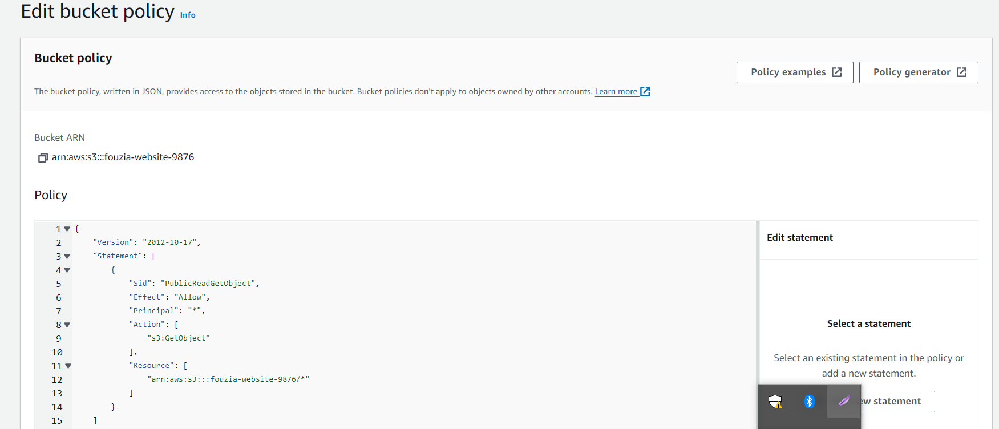 Edit bucket policy Info
Bucket policy
Policy examples
Policy generator
The bucket policy, written in JSON, provides access to the objects stored in the bucket. Bucket policies don't apply to objects owned by other accounts. Learn more
Bucket ARN
arn:aws:s3:::fouzia-website-9876
Policy
1 {
2 "Version": "2012-10-17",
3 "Statement": [
4 {
5 "Sid": "PublicReadGetObject",
6 "Effect": "Allow",
7 "Principal": "*",
8 "Action": [
9 "s3:GetObject"
10 ],
11 "Resource": [
12 "arn:aws:s3:::fouzia-website-9876/*"
13 ]
14 }
15 ]
Edit statement
Select a statement
Select an existing statement in the policy or
add a new statement.
statement